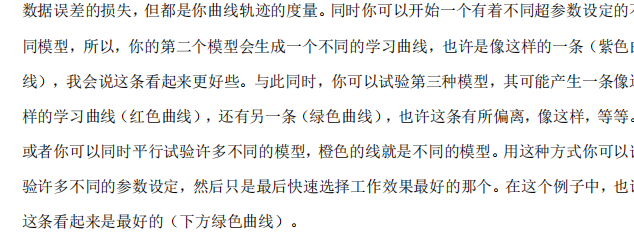 数据误差的损失，但都是你曲线轨迹的度量。同时你可以开始一个有着不同超参数设定的
同模型，所以，你的第二个模型会生成一个不同的学习曲线，也许是像这样的一条（紫色
线），我会说这条看起来更好些。与此同时，你可以试验第三种模型，其可能产生一条像
样的学习曲线（红色曲线），还有另一条（绿色曲线），也许这条有所偏离，像这样，等等。
或者你可以同时平行试验许多不同的模型，橙色的线就是不同的模型。用这种方式你可以
验许多不同的参数设定，然后只是最后快速选择工作效果最好的那个。在这个例子中，也
这条看起来是最好的（下方绿色曲线）。